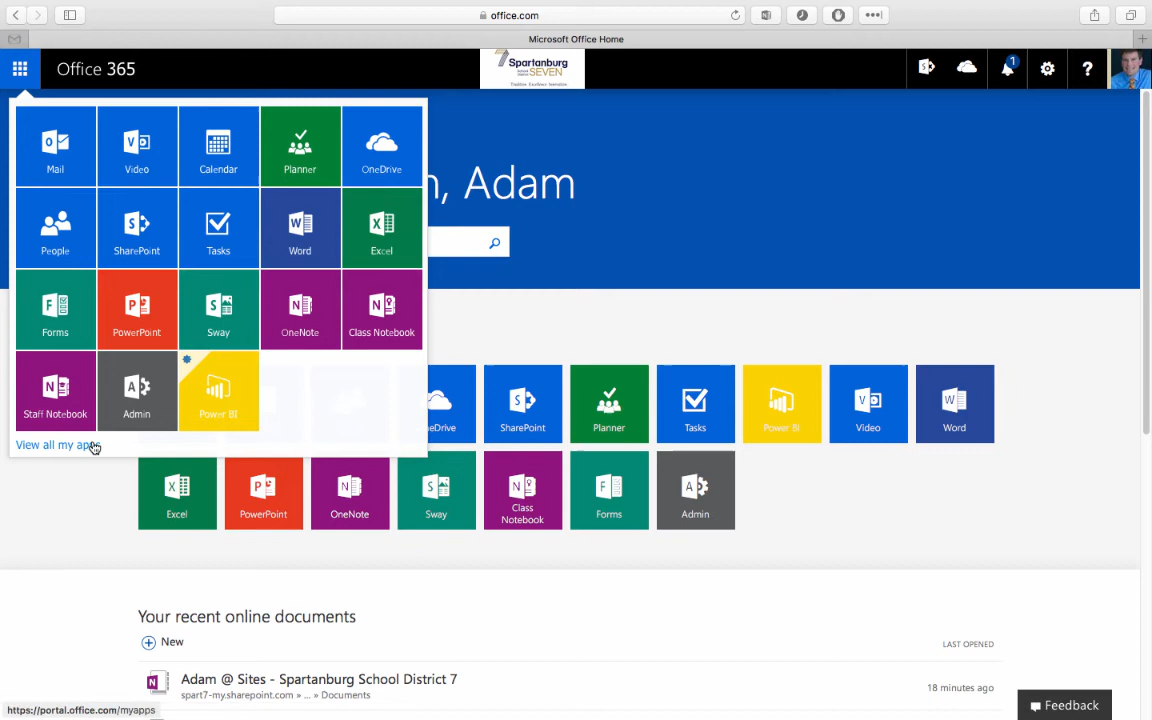 office.com
Microsoft Office Home
Office 365
7
Spartanburg
SEVEN
1
?
, Adam
Mail
Video
Calendar
Planner
OneDrive
People
SharePoint
Tasks
Word
Excel
Forms
PowerPoint
Sway
OneNote
Class Notebook
Staff Notebook
Admin
Power BI
View all my
SharePoint
Planner
Tasks
Power BI
Video
Word
Excel
PowerPoint
OneNote
Sway
Class
Notebook
Forms
Admin
Your recent online documents
New
LAST OPENED
Adam @ Sites - Spartanburg School District 7
spart7-my.sharepoint.com » ... » Documents
18 minutes ago
https://portal.office.com/myapps
Feedback